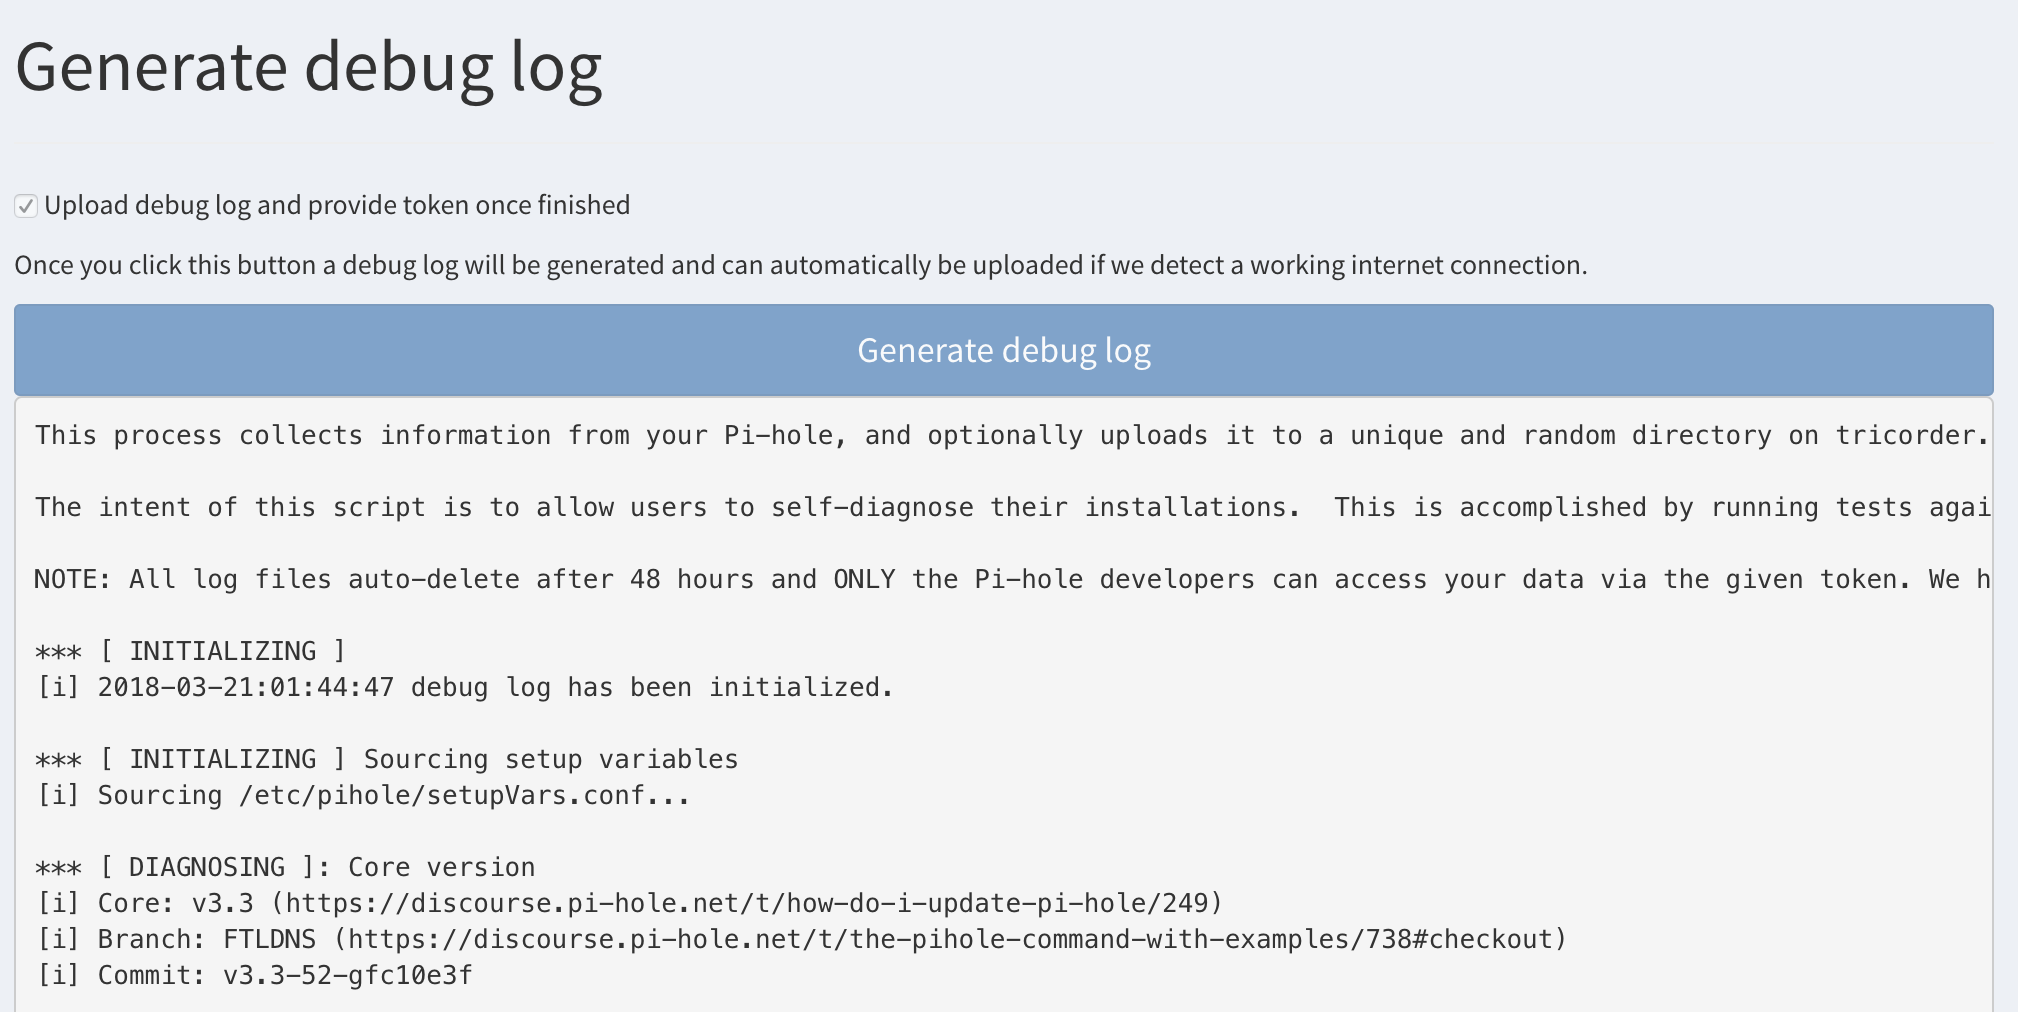 Generate debug log
Upload debug log and provide token once finished
Once you click this button a debug log will be generated and can automatically be uploaded if we detect a working internet connection.
Generate debug log
This process collects information from your Pi-hole, and optionally uploads it to a unique and random directory on tricorder.
The intent of this script is to allow users to self-diagnose their installations.  This is accomplished by running tests agai
NOTE: All log files auto-delete after 48 hours and ONLY the Pi-hole developers can access your data via the given token. We h
*** [ INITIALIZING ]
[i] 2018-03-21:01:44:47 debug log has been initialized.
*** [ INITIALIZING ] Sourcing setup variables
[i] Sourcing /etc/pihole/setupVars.conf...
*** [ DIAGNOSING ]: Core version
[i] Core: v3.3 (https://discourse.pi-hole.net/t/how-do-i-update-pi-hole/249)
[i] Branch: FTLDNS (https://discourse.pi-hole.net/t/the-pihole-command-with-examples/738#checkout)
[i] Commit: v3.3-52-gfc10e3f